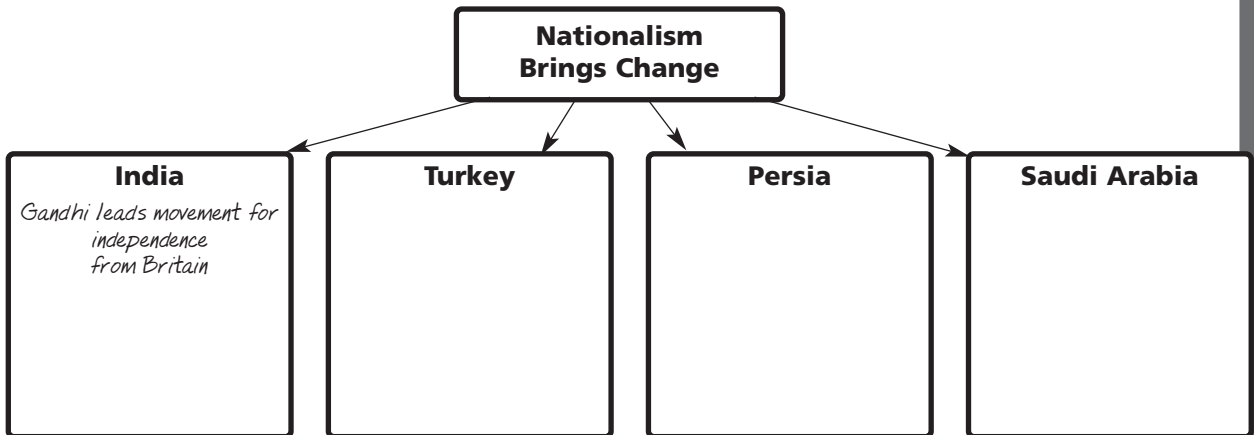 Nationalism
Brings Change
India
Gandhi leads movement for
independence
from Britain
Turkey
Persia
Saudi Arabia